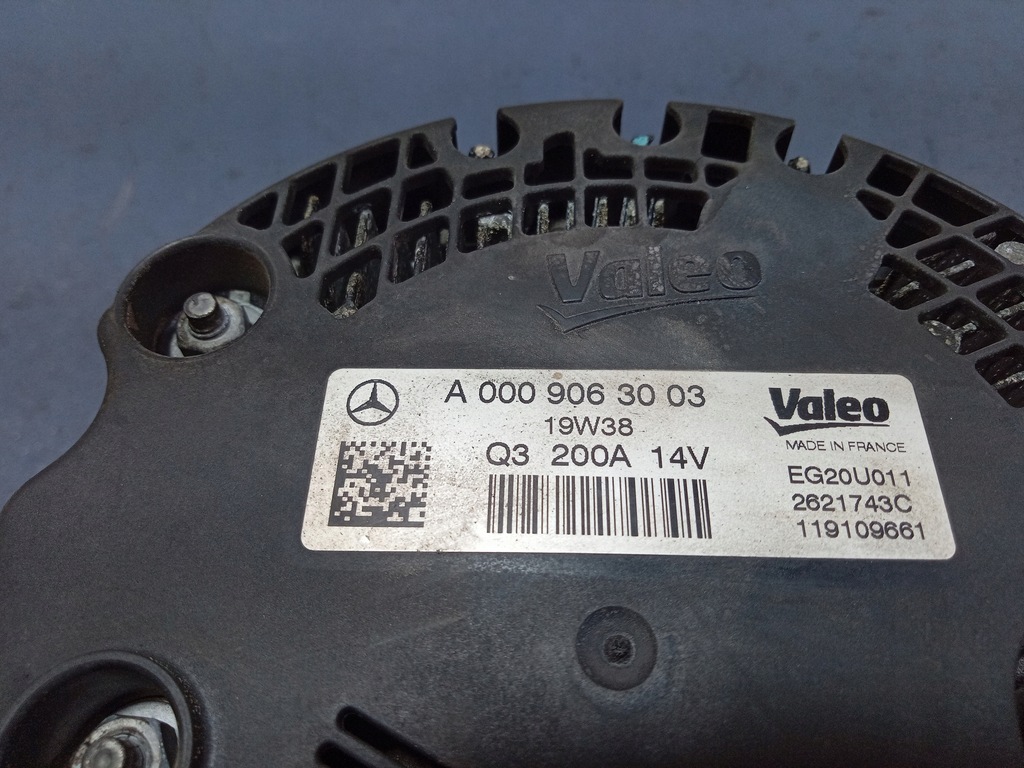 Valeo
A 000 906 30 03
19W38
Q3 200A 14V
Valeo
MADE IN FRANCE
EG20U011
2621743C
119109661